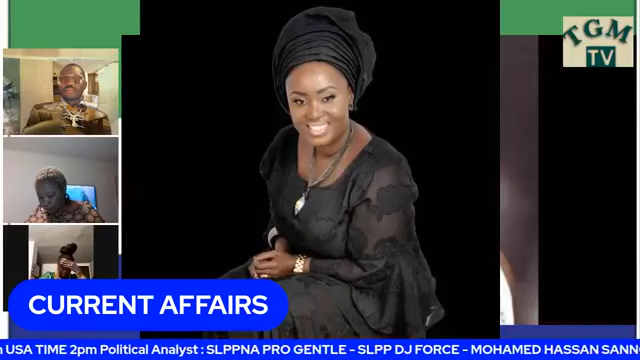 TGM
TV
CURRENT AFFAIRS
USA TIME 2pm Political Analyst : SLPPNA PRO GENTLE - SLPP DJ FORCE - MOHAMED HASSAN